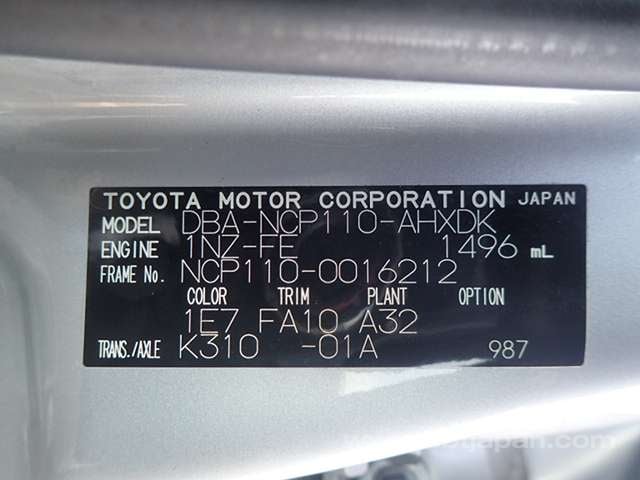 TOYOTA MOTOR CORPORATION JAPAN
MODEL DBA-NCP110-AHXDK
ENGINE 1NZ-FE 1496 mL
FRAME No. NCP110-0016212
COLOR TRIM PLANT OPTION
1E7 FA10 A32
TRANS./AXLE K310 -01A 987